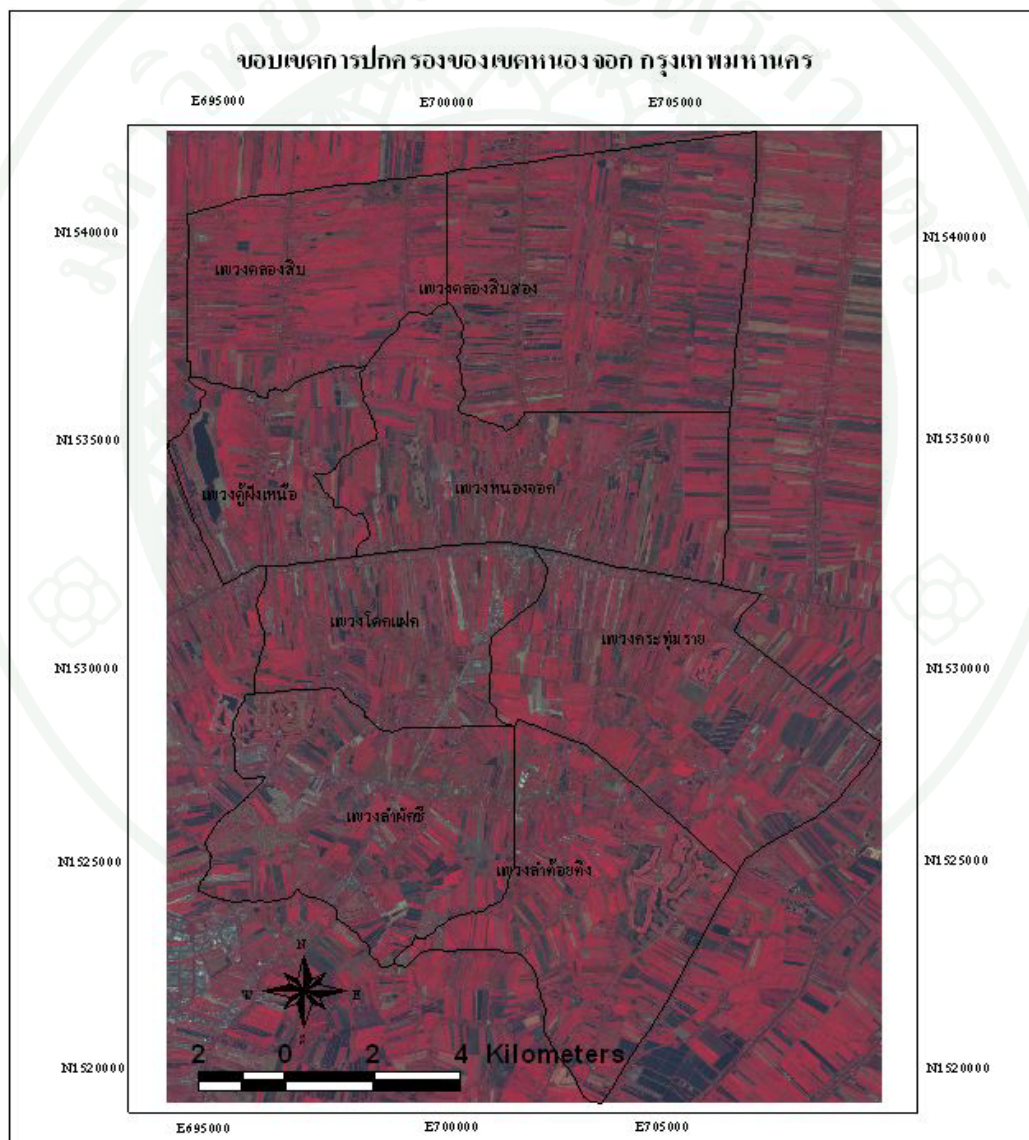 ขอบเขตการปกครองของเขตหนองจอก กรุงเทพมหานคร
E695000 E700000 E705000
N1540000 N1540000
แขวงคลองสิบ
แขวงคลองสิบสอง
N1535000 N1535000
แขวงคู้ฝั่งเหนือ แขวงหนองจอก
แขวงโคกแฝด
แขวงกระทุ่มราย
N1530000 N1530000
แขวงลำผักชี
N1525000 N1525000
แขวงลำต้อยติ่ง
N
W E
S
2 0 2 4 Kilometers
N1520000 N1520000
E695000 E700000 E705000